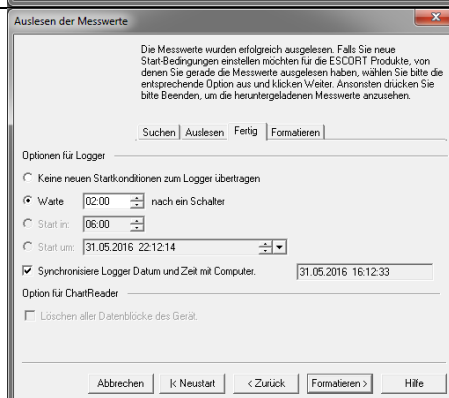 Auslesen der Messwerte
Die Messwerte wurden erfolgreich ausgelesen. Falls Sie neue
Start-Bedingungen einstellen möchten für die ESCORT Produkte, von
denen Sie gerade die Messwerte ausgelesen haben, wählen Sie bitte die
entsprechende Option aus und klicken Weiter. Ansonsten drücken Sie
bitte Beenden, um die heruntergeladenen Messwerte anzusehen.
Suchen Auslesen Fertig Formatieren
Optionen für Logger
Keine neuen Startkonditionen zum Logger übertragen
Warte 02:00 nach ein Schalter
Start in: 06:00
Start um: 31.05.2016 22:12:14
Synchronisiere Logger Datum und Zeit mit Computer. 31.05.2016 16:12:33
Option für ChartReader
Löschen aller Datenblöcke des Gerät.
Abbrechen |< Neustart < Zurück Formatieren > Hilfe